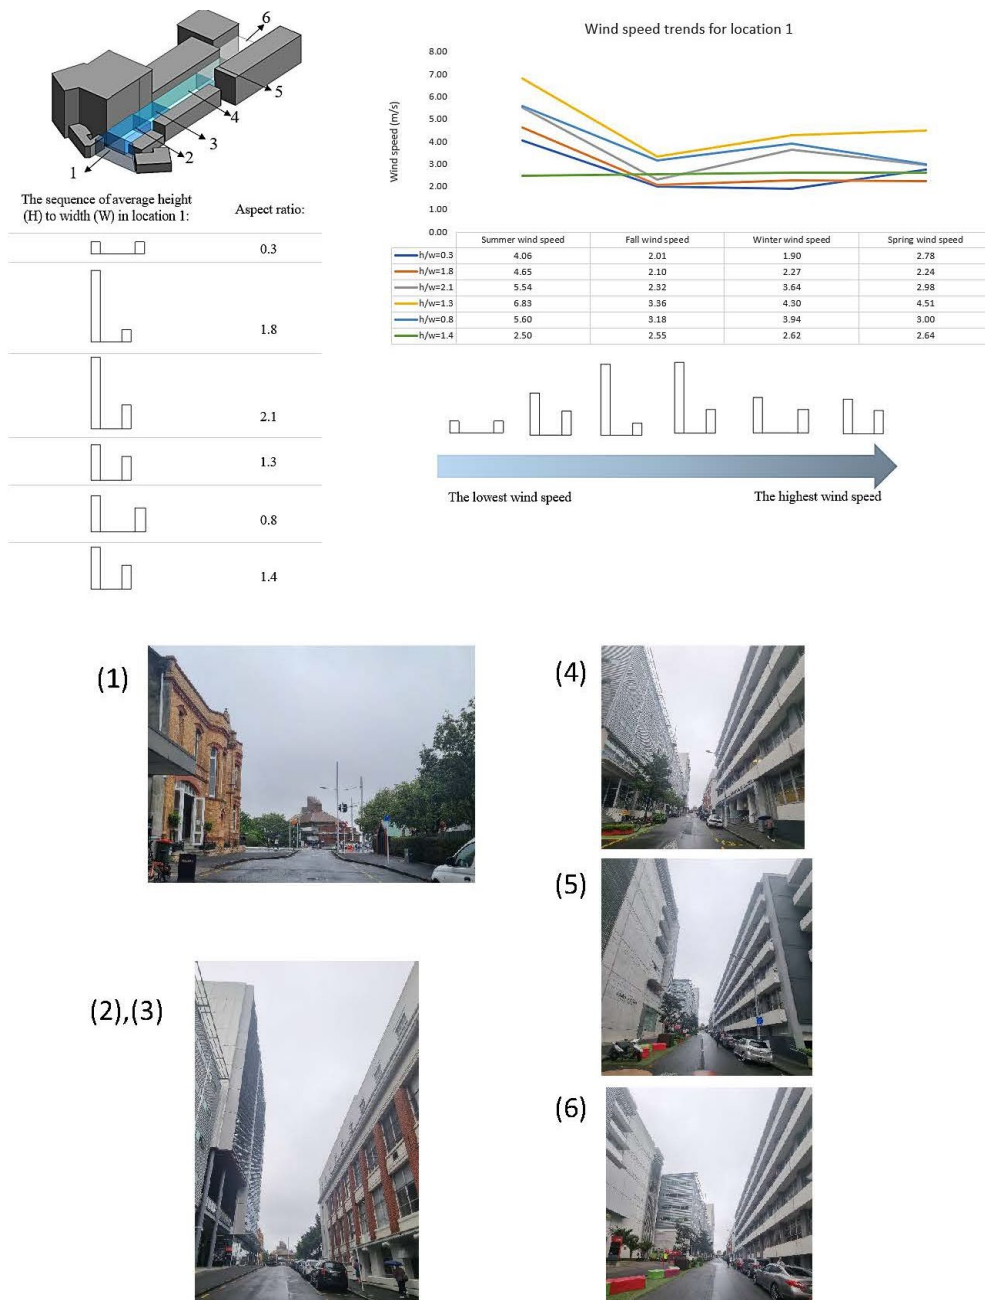 6
5
4
3
2
1
The sequence of average height
(H) to width (W) in location 1:
Aspect ratio:
0.3
1.8
2.1
1.3
0.8
1.4
Wind speed trends for location 1
Wind speed (m/s)
8.00
7.00
6.00
5.00
4.00
3.00
2.00
1.00
0.00
Summer wind speed Fall wind speed Winter wind speed Spring wind speed
h/w=0.3 4.06 2.01 1.90 2.78
h/w=1.8 4.65 2.10 2.27 2.24
h/w=2.1 5.54 2.32 3.64 2.98
h/w=1.3 6.83 3.36 4.30 4.51
h/w=0.8 5.60 3.18 3.94 3.00
h/w=1.4 2.50 2.55 2.62 2.64
The lowest wind speed
The highest wind speed
(1)
(4)
(5)
(2),(3)
(6)